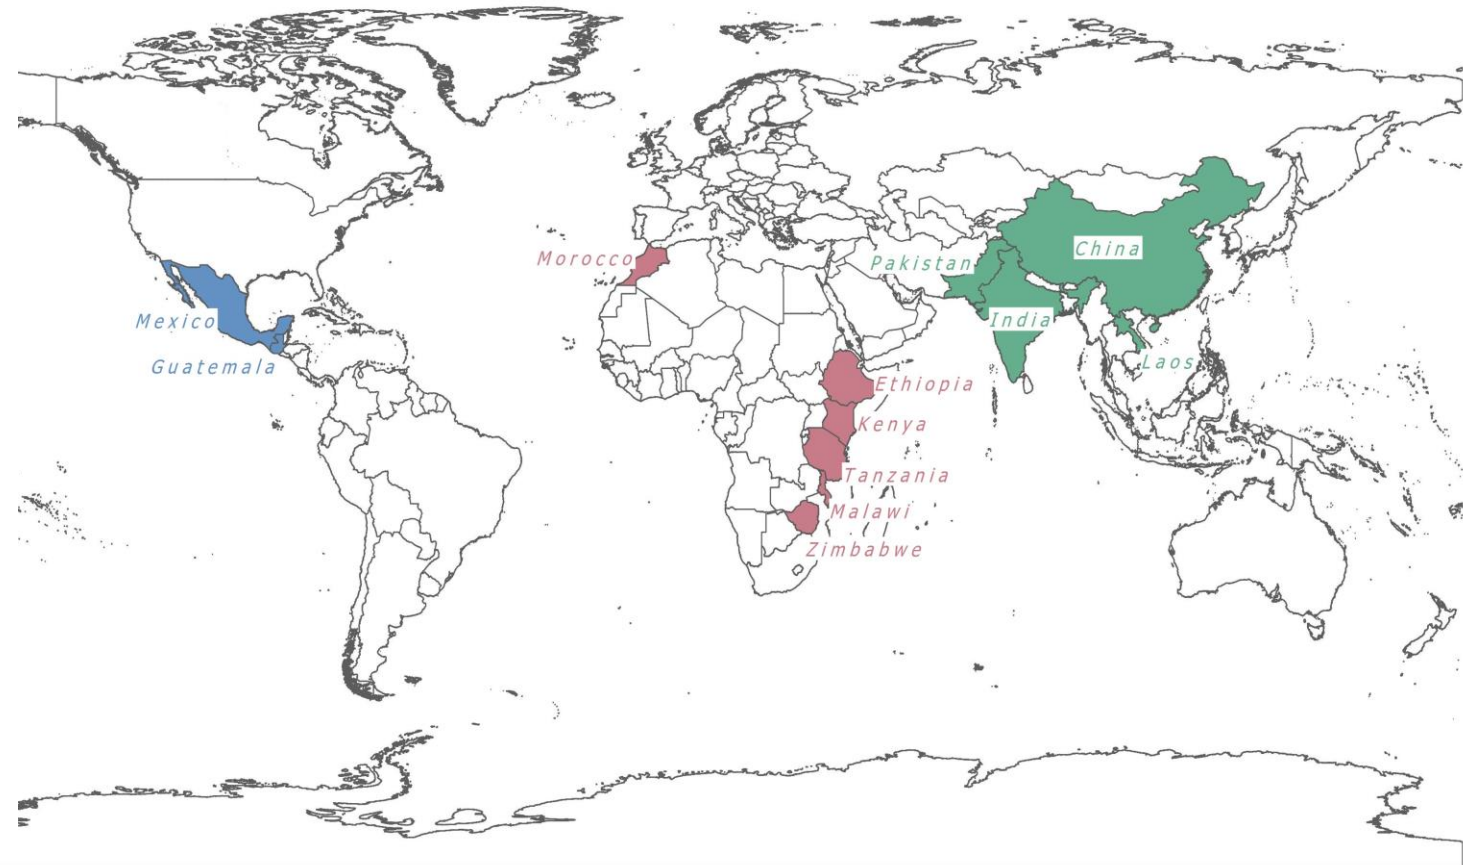 China
Morocco
Pakistan
Mexico
India
Laos
Guatemala
Ethiopia
Kenya
Tanzania
Malawi
Zimbabwe